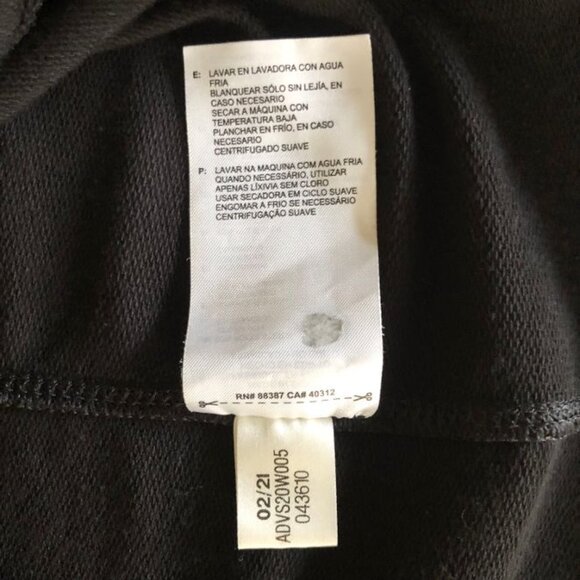 E: LAVAR EN LAVADORA CON AGUA
FRIA
BLANQUEAR SÓLO SIN LEJÍA, EN
CASO NECESARIO
SECAR A MÁQUINA CON
TEMPERATURA BAJA
PLANCHAR EN FRÍO, EN CASO
NECESARIO
CENTRIFUGADO SUAVE
P: LAVAR NA MAQUINA COM AGUA FRIA
QUANDO NECESSÁRIO, UTILIZAR
APENAS LÍXIVIA SEM CLORO
USAR SECADORA EM CICLO SUAVE
ENGOMAR A FRIO SE NECESSÁRIO
CENTRIFUGAÇÃO SUAVE
RN# 88387 CA# 40312
02/21
ADVS20W005
043610